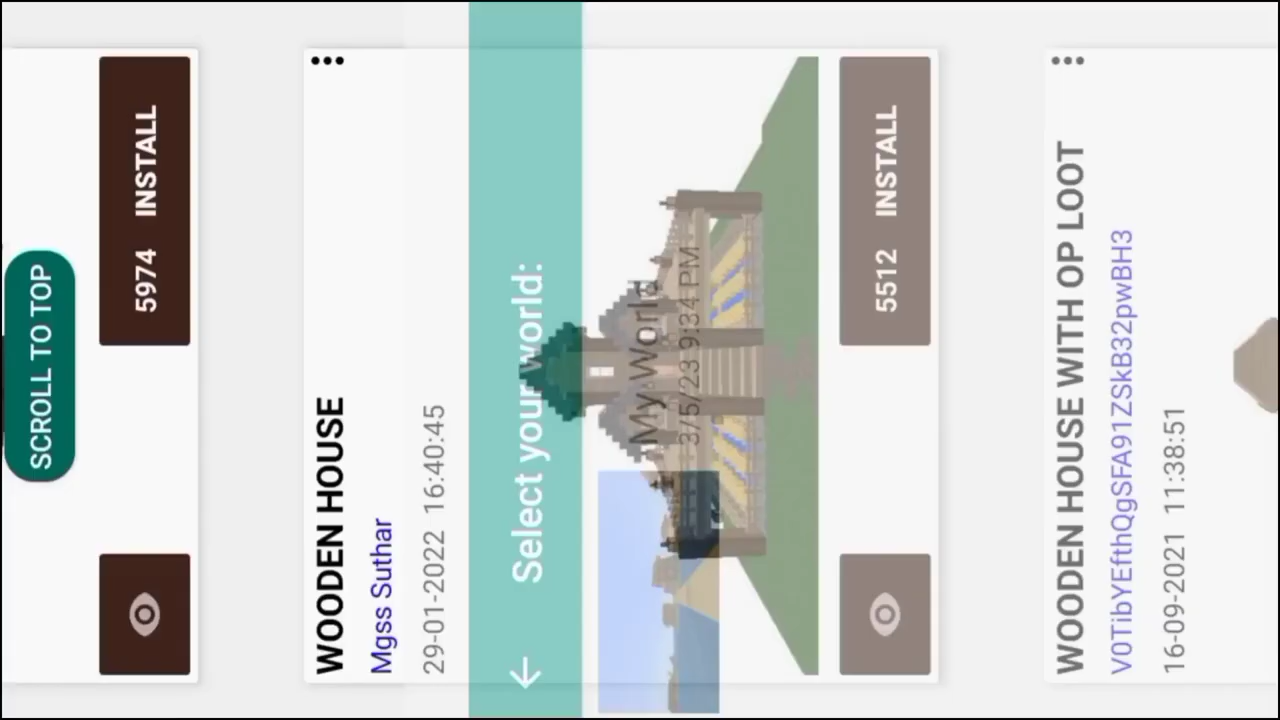 5974 INSTALL
SCROLL TO TOP
WOODEN HOUSE
Mgss Suthar
29-01-2022 16:40:45
Select your world:
My World
3/5/23 9:34 PM
5512 INSTALL
WOODEN HOUSE WITH OP LOOT
V0TibYEfthQgSFA91ZSkB32pwBH3
16-09-2021 11:38:51